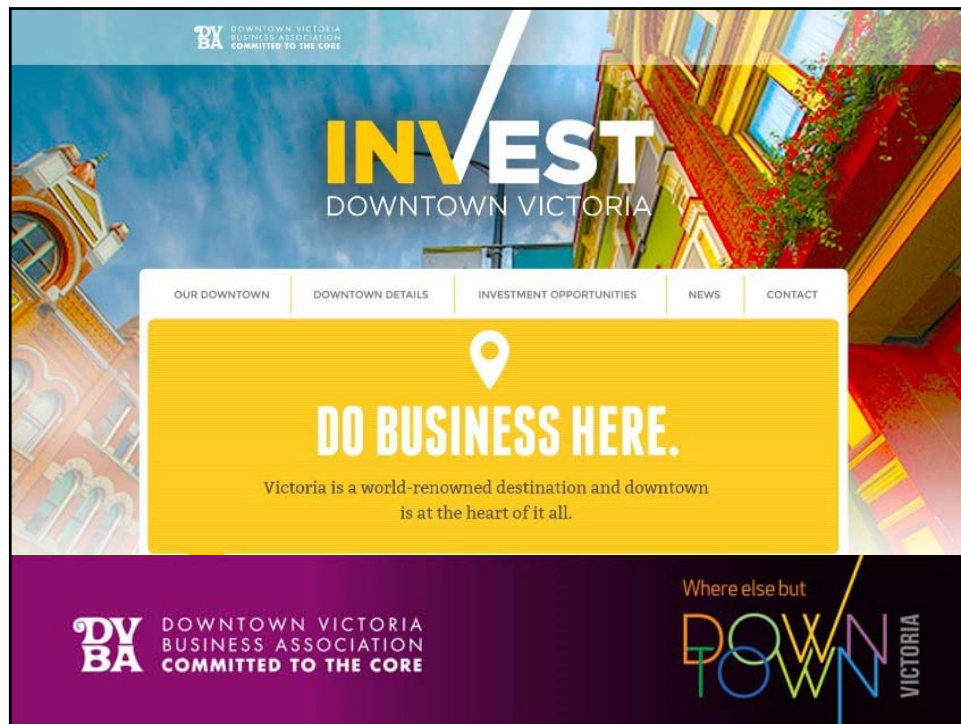 DVBA
DOWNTOWN VICTORIA
BUSINESS ASSOCIATION
COMMITTED TO THE CORE
INVEST
DOWNTOWN VICTORIA
OUR DOWNTOWN
DOWNTOWN DETAILS
INVESTMENT OPPORTUNITIES
NEWS
CONTACT
DO BUSINESS HERE.
Victoria is a world-renowned destination and downtown
is at the heart of it all.
DVBA
DOWNTOWN VICTORIA
BUSINESS ASSOCIATION
COMMITTED TO THE CORE
Where else but
DOWN
TOWN
VICTORIA